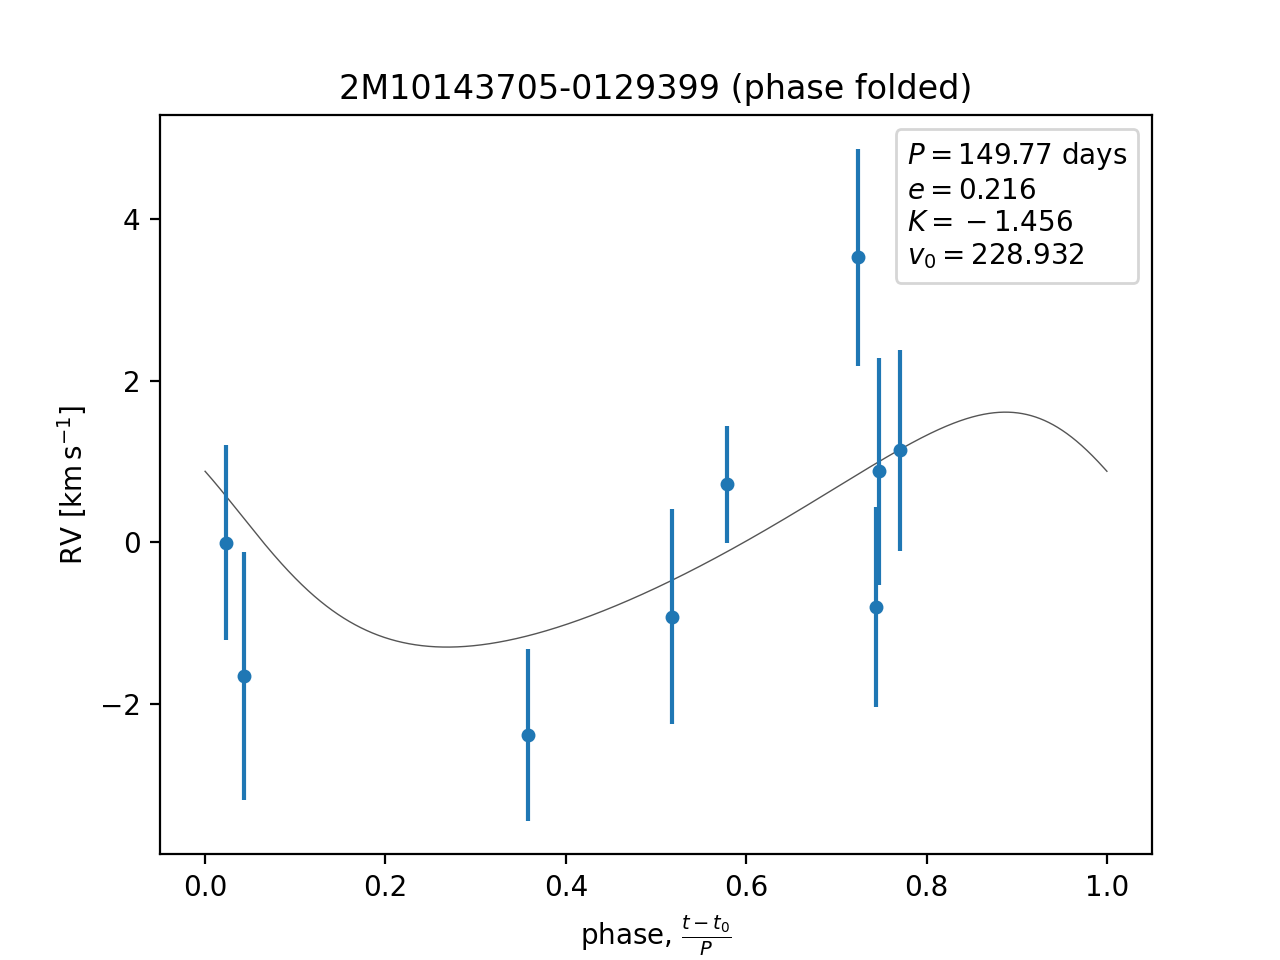 2M10143705-0129399 (phase folded)
P = 149.77 days
e = 0.216
K = −1.456
v₀ = 228.932
RV [km s⁻¹]
4
2
0
−2
0.0 0.2 0.4 0.6 0.8 1.0
phase, (t − t₀)/P